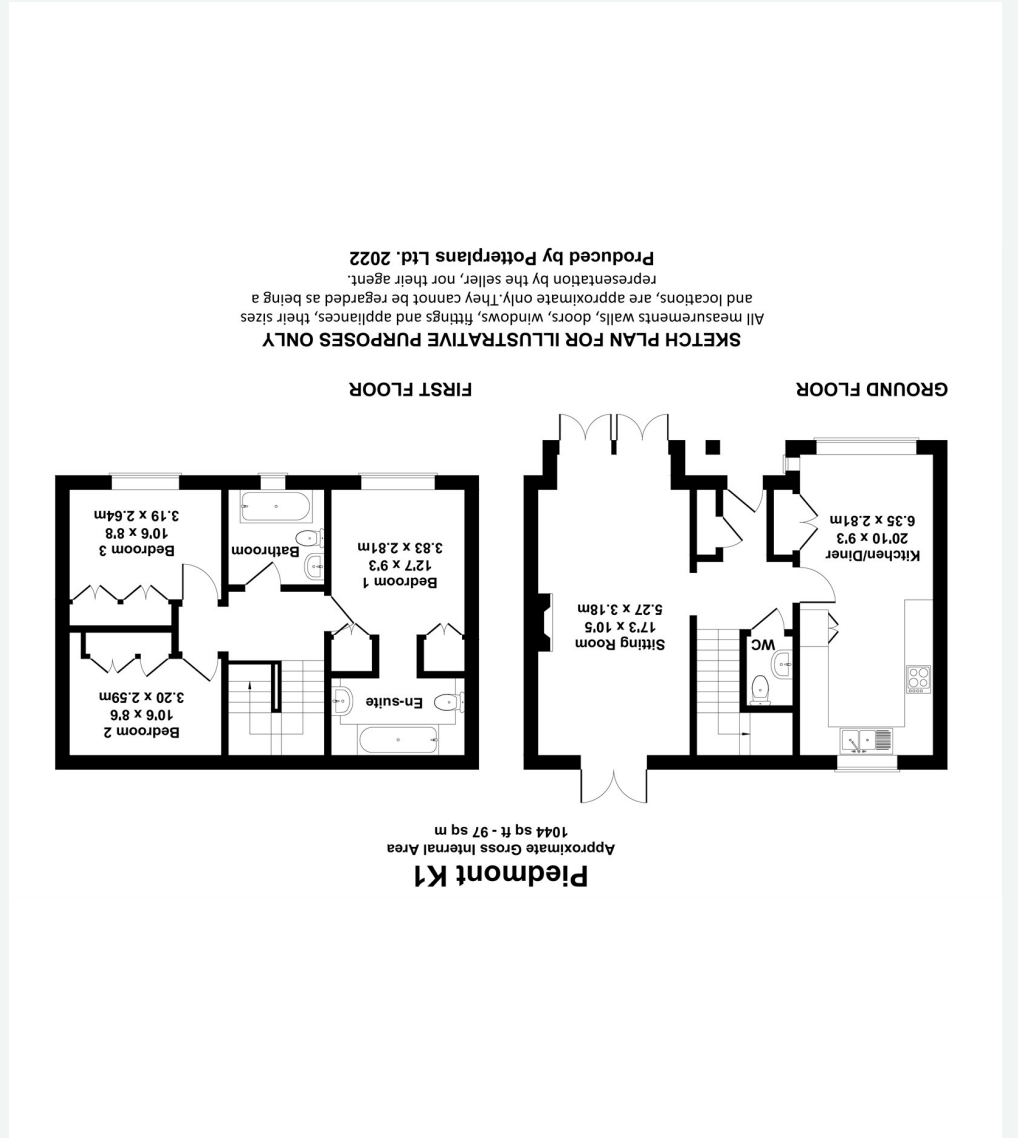 Piedmont K1
Approximate Gross Internal Area
1044 sq ft - 97 sq m
Kitchen/Diner
20'10 x 9'3
6.35 x 2.81m
WC
Sitting Room
17'3 x 10'5
5.27 x 3.18m
En-suite
Bedroom 1
12'7 x 9'3
3.83 x 2.81m
Bathroom
Bedroom 2
10'6 x 8'6
3.20 x 2.59m
Bedroom 3
10'6 x 8'8
3.19 x 2.64m
GROUND FLOOR
FIRST FLOOR
SKETCH PLAN FOR ILLUSTRATIVE PURPOSES ONLY
All measurements walls, doors, windows, fittings and appliances, their sizes
and locations, are approximate only.They cannot be regarded as being a
representation by the seller, nor their agent.
Produced by Potterplans Ltd. 2022